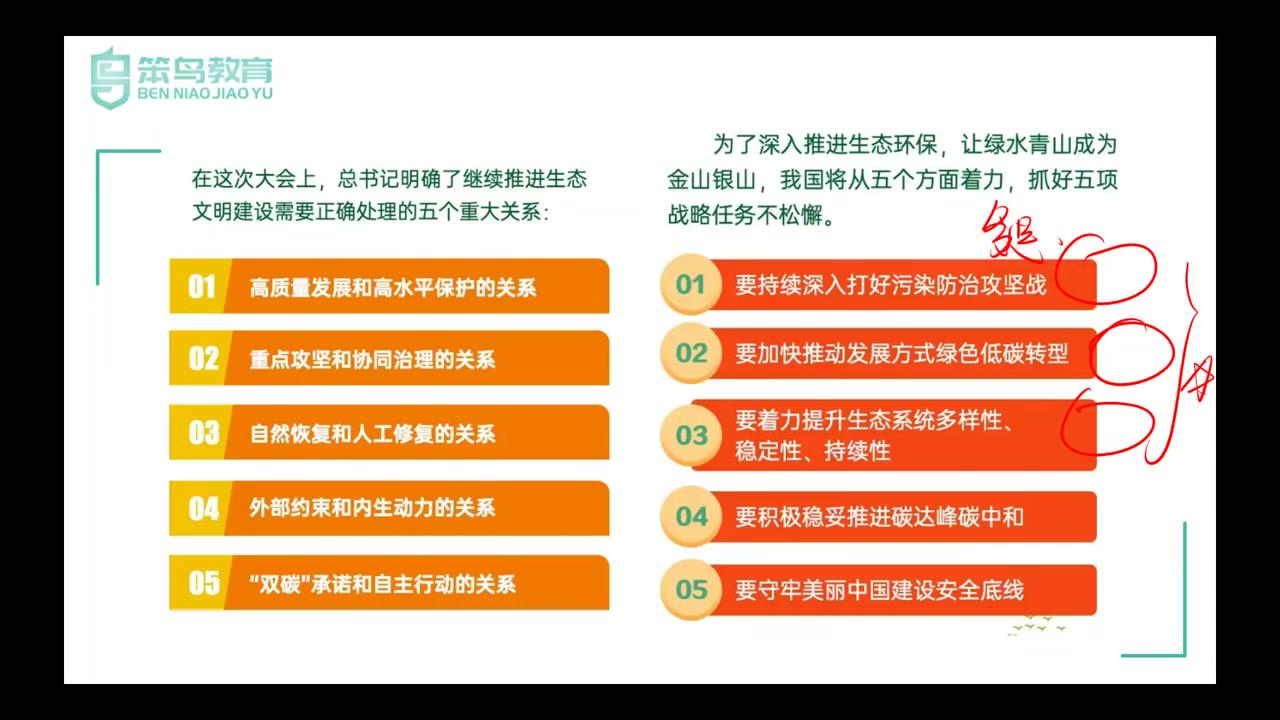 笨鸟教育
BEN NIAO JIAO YU
在这次大会上，总书记明确了继续推进生态
文明建设需要正确处理的五个重大关系：
01 高质量发展和高水平保护的关系
02 重点攻坚和协同治理的关系
03 自然恢复和人工修复的关系
04 外部约束和内生动力的关系
05 “双碳”承诺和自主行动的关系
为了深入推进生态环保，让绿水青山成为
金山银山，我国将从五个方面着力，抓好五项
战略任务不松懈。
01 要持续深入打好污染防治攻坚战
02 要加快推动发展方式绿色低碳转型
03 要着力提升生态系统多样性、
稳定性、持续性
04 要积极稳妥推进碳达峰碳中和
05 要守牢美丽中国建设安全底线